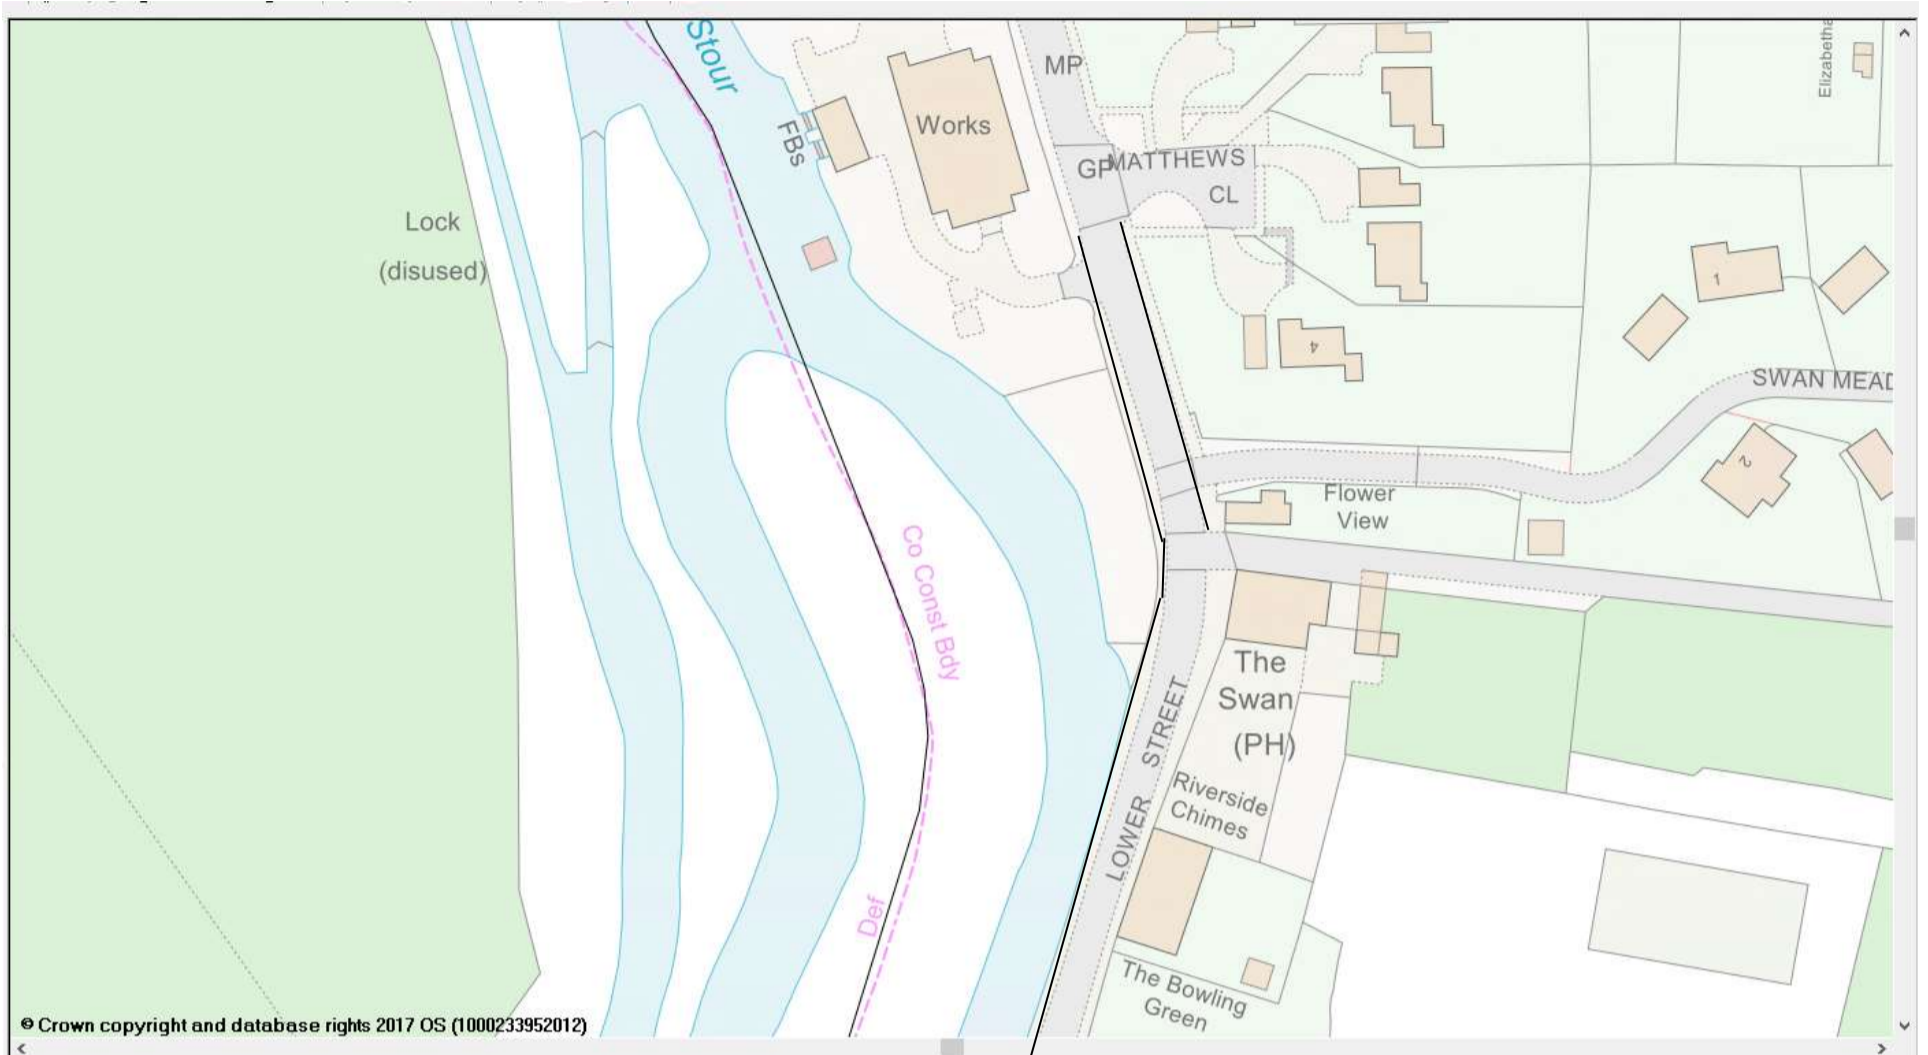 Stour
MP
Elizabetha
FBs
Works
GP
MATTHEWS
CL
Lock
(disused)
1
4
SWAN MEAD
2
Flower
View
Co Const Bdy
The
Swan
(PH)
LOWER STREET
Riverside
Chimes
Def
The Bowling
Green
© Crown copyright and database rights 2017 OS (1000233952012)